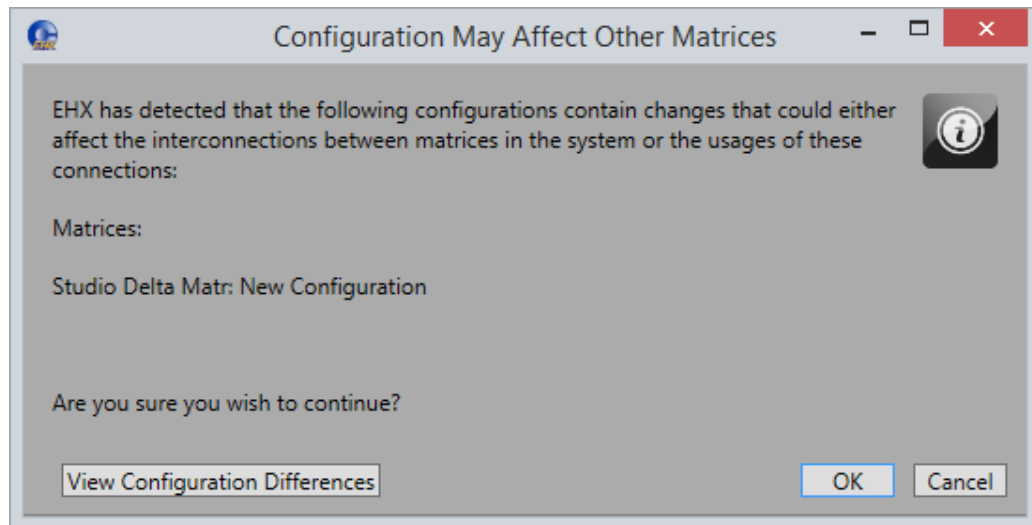 Configuration May Affect Other Matrices
EHX has detected that the following configurations contain changes that could either
affect the interconnections between matrices in the system or the usages of these
connections:
Matrices:
Studio Delta Matr: New Configuration
Are you sure you wish to continue?
View Configuration Differences
OK
Cancel